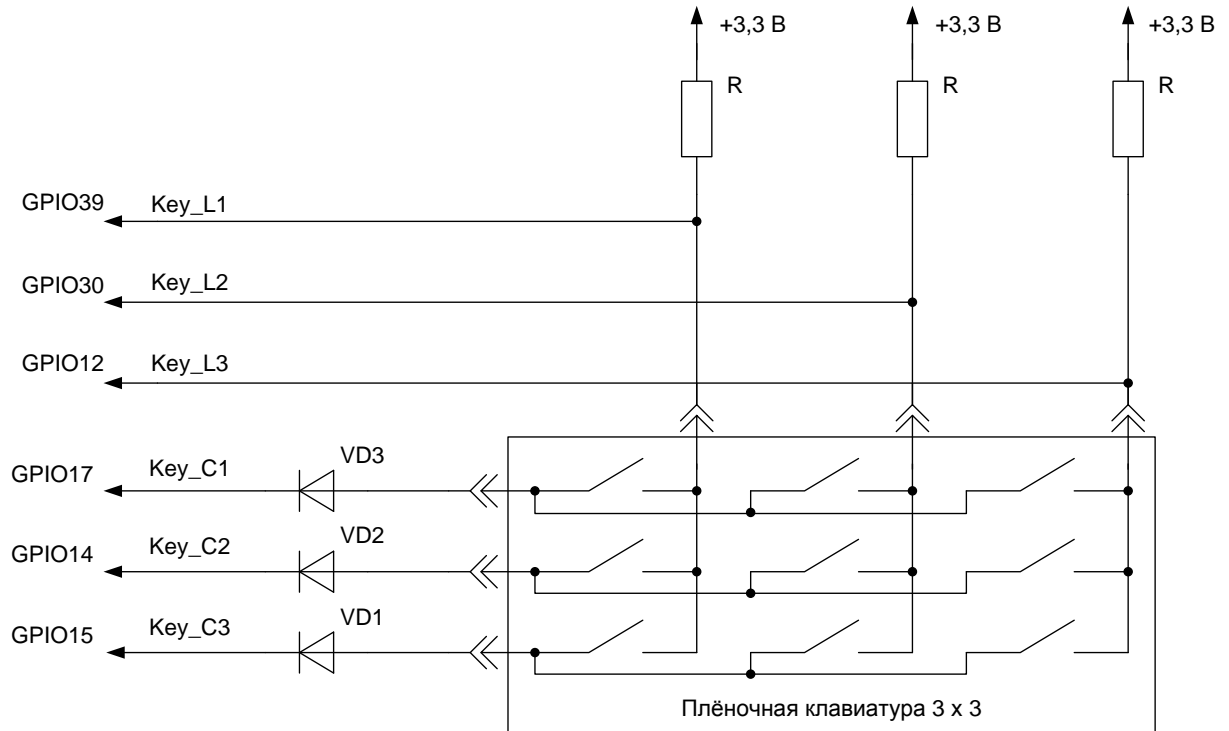 +3,3 В +3,3 В +3,3 В
R R R
GPIO39 Key_L1
GPIO30 Key_L2
GPIO12 Key_L3
GPIO17 Key_C1 VD3
GPIO14 Key_C2 VD2
GPIO15 Key_C3 VD1
Плёночная клавиатура 3 x 3